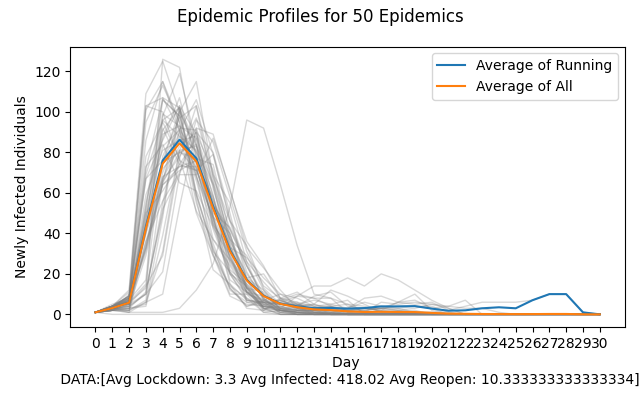 Epidemic Profiles for 50 Epidemics
Newly Infected Individuals
120
100
80
60
40
20
0
Average of Running
Average of All
0 1 2 3 4 5 6 7 8 9 10 11 12 13 14 15 16 17 18 19 20 21 22 23 24 25 26 27 28 29 30
Day
DATA:[Avg Lockdown: 3.3 Avg Infected: 418.02 Avg Reopen: 10.333333333333334]